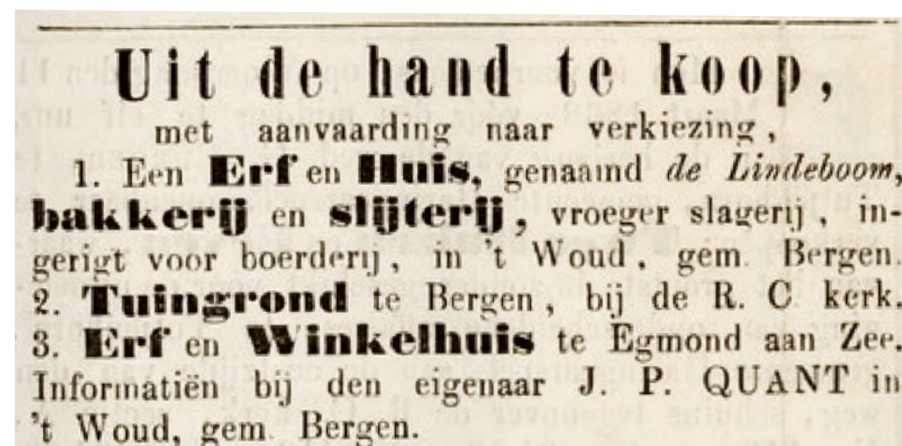 Uit de hand te koop,
met aanvaarding naar verkiezing,
1. Een Erf en Huis, genaamd de Lindeboom,
bakkerij en slijterij, vroeger slagerij, in-
gerigt voor boerderij, in 't Woud, gem. Bergen.
2. Tuingrond te Bergen, bij de R. C. kerk.
3. Erf en Winkelhuis te Egmond aan Zee.
Informatiën bij den eigenaar J. P. QUANT in
't Woud, gem. Bergen.